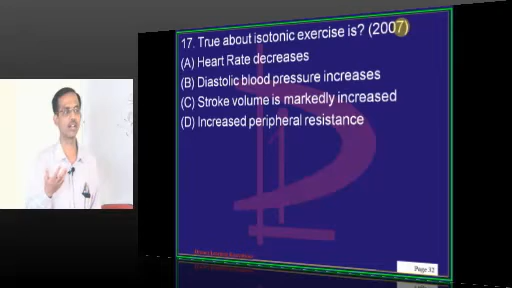 17. True about isotonic exercise is? (2007)
(A) Heart Rate decreases
(B) Diastolic blood pressure increases
(C) Stroke volume is markedly increased
(D) Increased peripheral resistance
Page 32